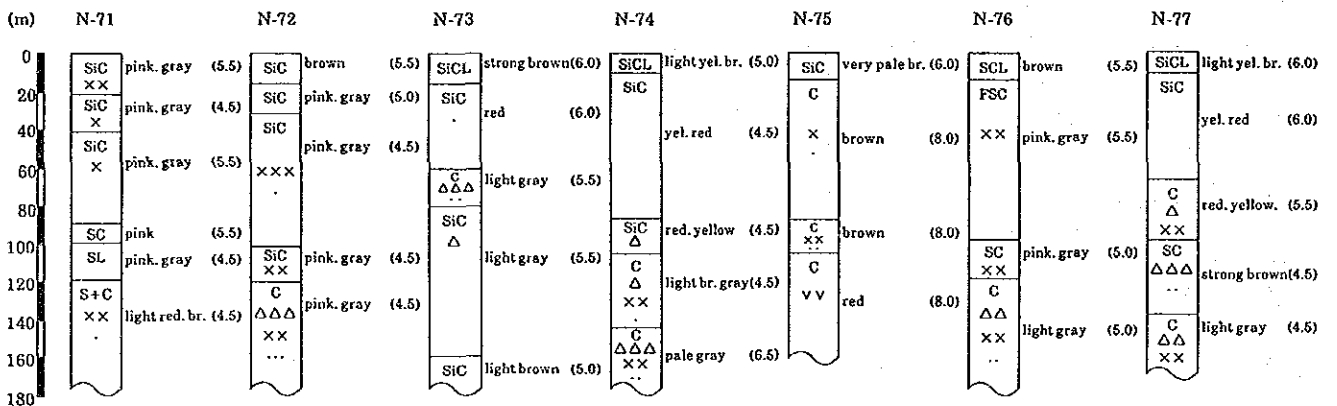 (m) N-71 N-72 N-73 N-74 N-75 N-76 N-77
0
20
40
60
80
100
120
140
160
180
SiC pink. gray (5.5)
××
SiC pink. gray (4.5)
×
SiC
×
pink. gray (5.5)
SC pink (5.5)
SL pink. gray (4.5)
S+C
×× light red. br. (4.5)
SiC brown (5.5)
SiC pink. gray (5.0)
SiC
pink. gray (4.5)
×××
SiC pink. gray (4.5)
××
C
△△△ pink. gray (4.5)
××
SiCL strong brown (6.0)
SiC
red (6.0)
C light gray (5.5)
△△△
SiC
△
light gray (5.5)
SiC light brown (5.0)
SiCL light yel. br. (5.0)
SiC
yel. red (4.5)
SiC red. yellow (4.5)
△
C
△ light br. gray (4.5)
××
C
△△△ pale gray (6.5)
××
SiC very pale br. (6.0)
C
×
brown (8.0)
C brown (8.0)
××
C
vv red (8.0)
SCL brown (5.5)
FSC
×× pink. gray (5.5)
SC pink. gray (5.0)
××
C
△△
×× light gray (5.0)
SiCL light yel. br. (6.0)
SiC
yel. red (6.0)
C
△ red. yellow. (5.5)
××
SC
△△△ strong brown (4.5)
C light gray (4.5)
△△
××